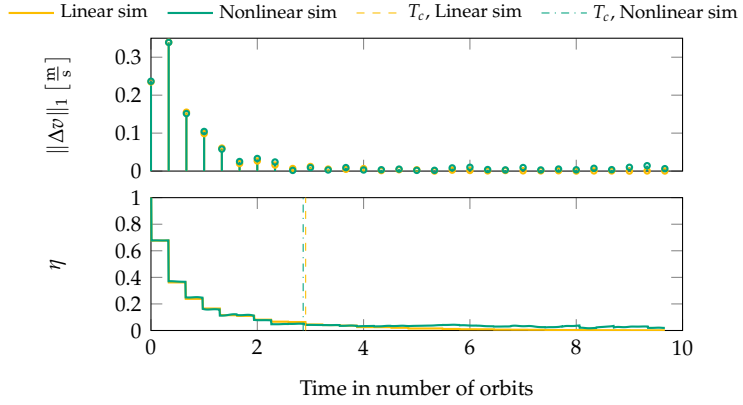 Linear sim Nonlinear sim T_c, Linear sim T_c, Nonlinear sim
0.3
0.2
0.1
0
||Δv||₁ [m/s]
1
0.8
0.6
0.4
0.2
0
η
0 2 4 6 8 10
Time in number of orbits